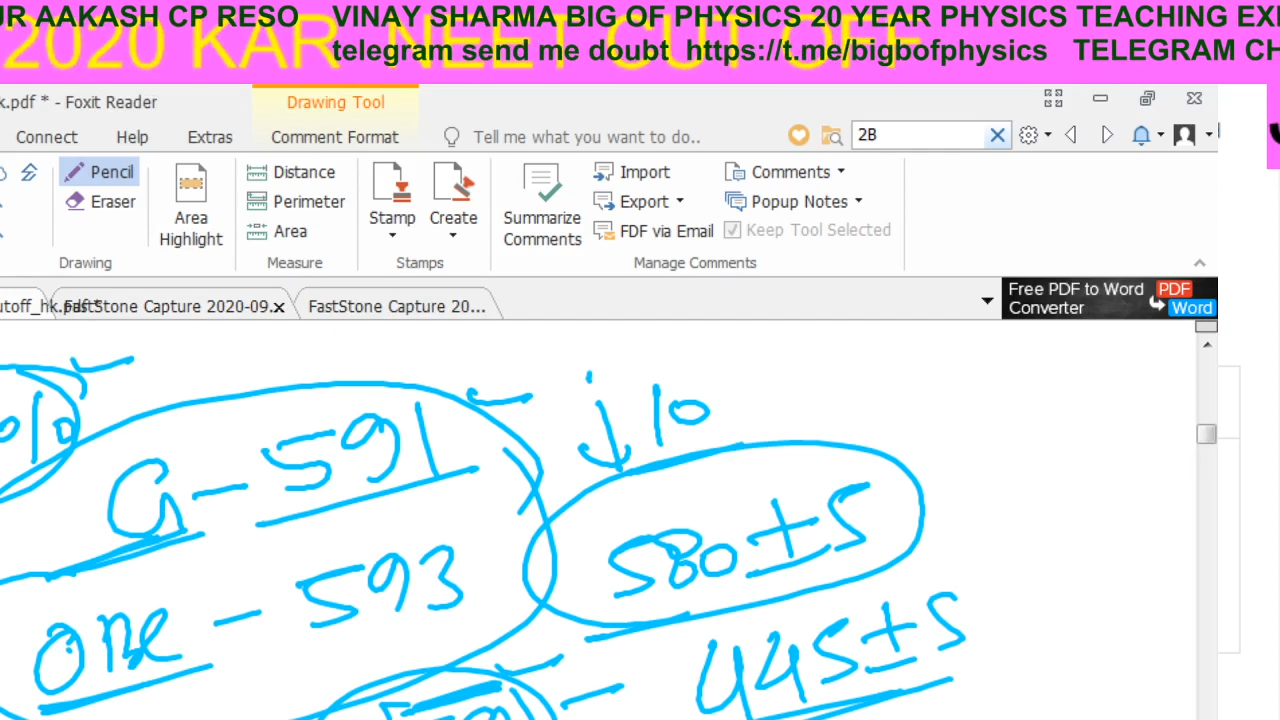 UR AAKASH CP RESO VINAY SHARMA BIG OF PHYSICS 20 YEAR PHYSICS TEACHING EX
2020 KAR NEET CUT OFF
telegram send me doubt https://t.me/bigbofphysics TELEGRAM CH
k.pdf * - Foxit Reader Drawing Tool
Connect Help Extras Comment Format Tell me what you want to do.. 2B
Pencil Distance Import Comments
Eraser Perimeter Export Popup Notes
Area Highlight Area Stamp Create Summarize Comments FDF via Email Keep Tool Selected
Drawing Measure Stamps Manage Comments
utoff_hk.pdf * FastStone Capture 2020-09... FastStone Capture 20...
Free PDF to Word Converter PDF Word
G - 591 ↓ 10
580 ± 5
OBC - 593
445 ± 5